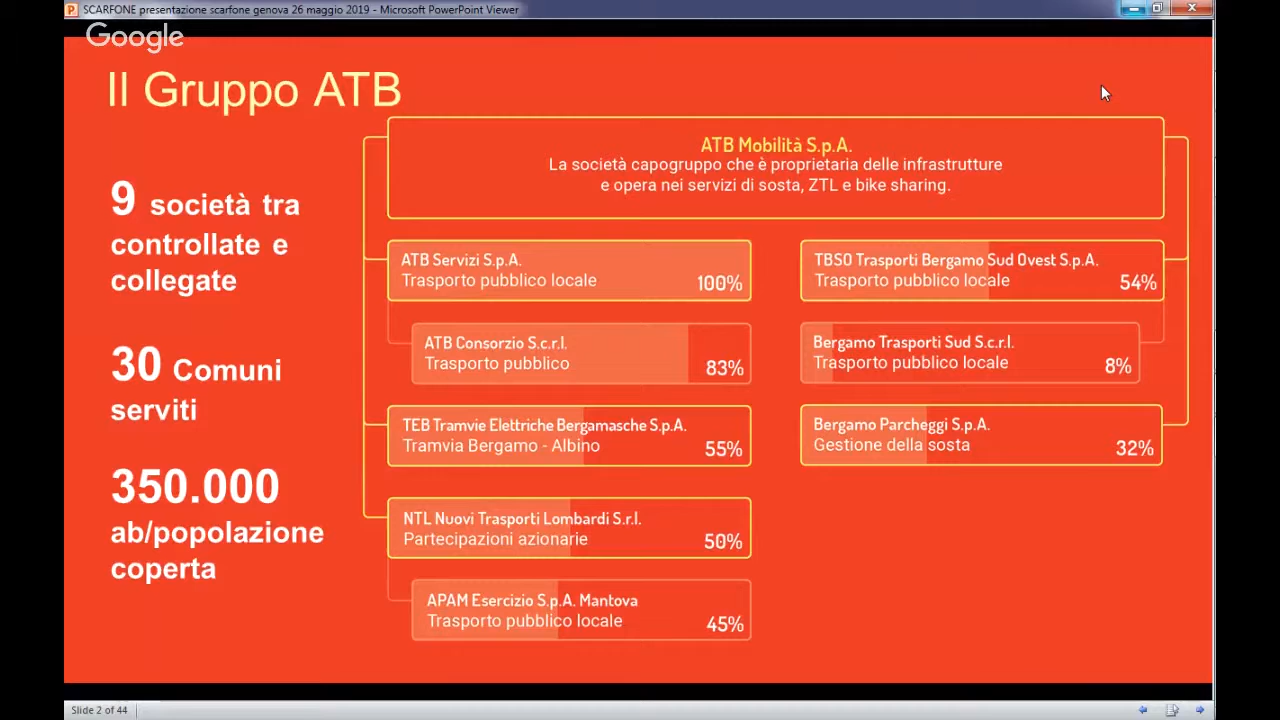 SCARFONE presentazione scarfone genova 26 maggio 2019 - Microsoft PowerPoint Viewer
Google
Il Gruppo ATB
9 società tra
controllate e
collegate
30 Comuni
serviti
350.000
ab/popolazione
coperta
ATB Mobilità S.p.A.
La società capogruppo che è proprietaria delle infrastrutture
e opera nei servizi di sosta, ZTL e bike sharing.
ATB Servizi S.p.A.
Trasporto pubblico locale
100%
ATB Consorzio S.c.r.l.
Trasporto pubblico
83%
TEB Tramvie Elettriche Bergamasche S.p.A.
Tramvia Bergamo - Albino
55%
NTL Nuovi Trasporti Lombardi S.r.l.
Partecipazioni azionarie
50%
APAM Esercizio S.p.A. Mantova
Trasporto pubblico locale
45%
TBSO Trasporti Bergamo Sud Ovest S.p.A.
Trasporto pubblico locale
54%
Bergamo Trasporti Sud S.c.r.l.
Trasporto pubblico locale
8%
Bergamo Parcheggi S.p.A.
Gestione della sosta
32%
Slide 2 of 44